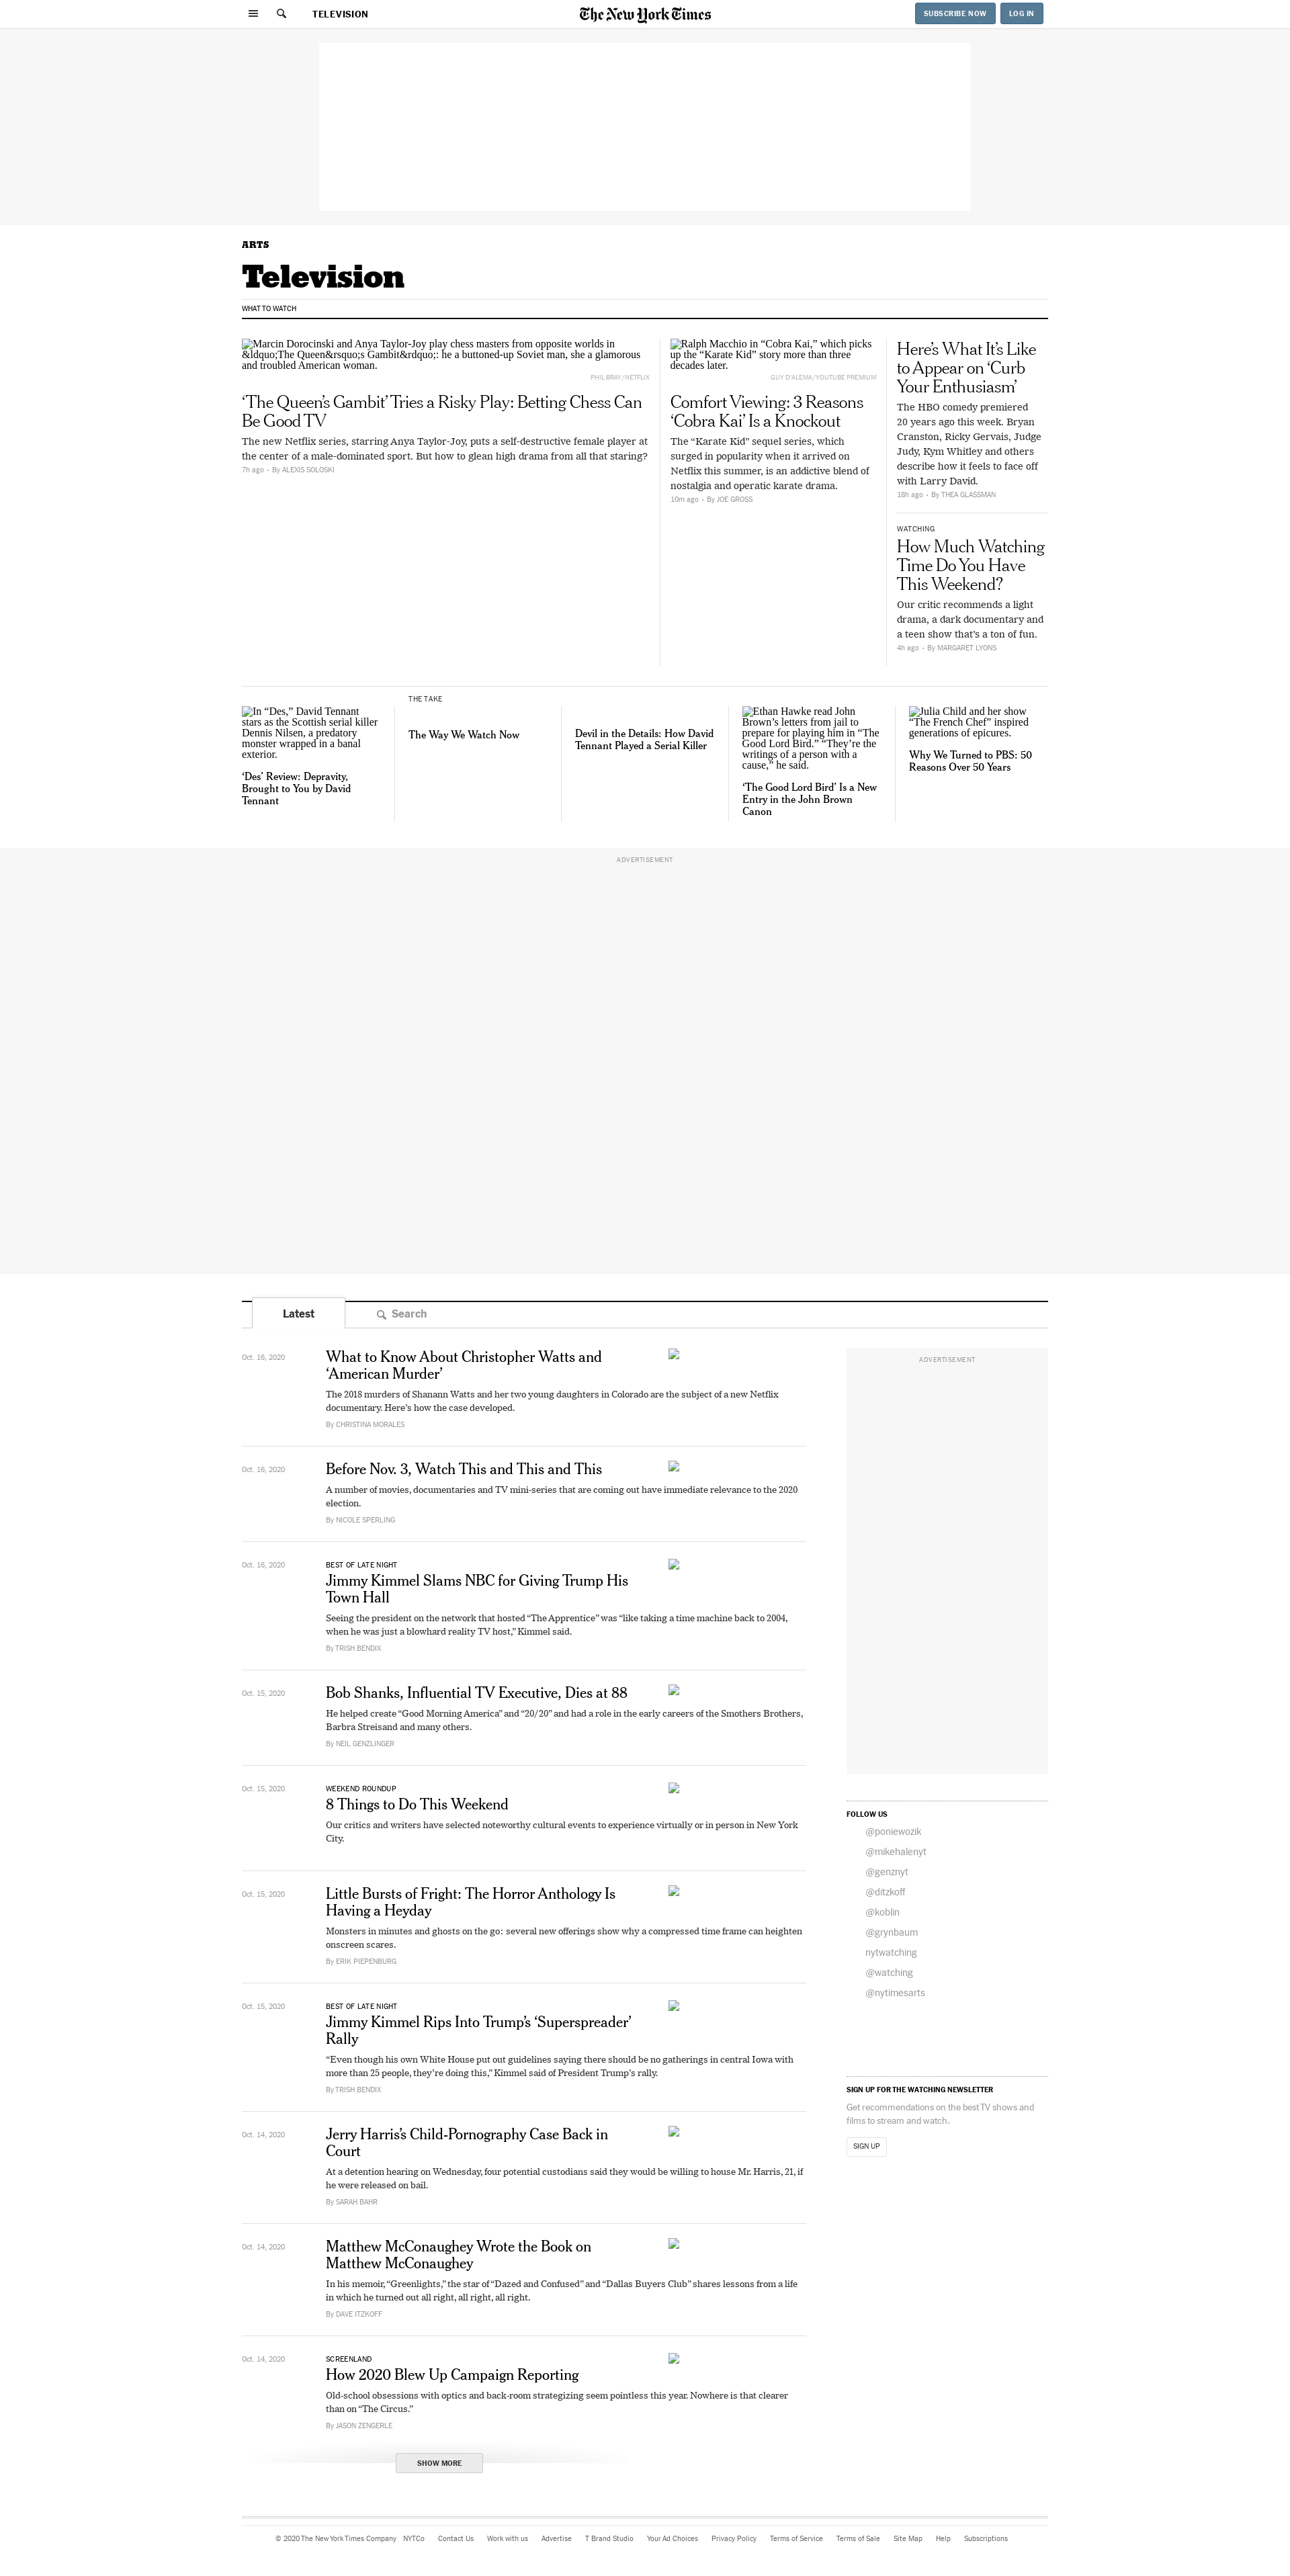 TELEVISION
The New York Times
SUBSCRIBE NOW
LOG IN
ARTS
Television
WHAT TO WATCH
Marcin Dorocinski and Anya Taylor-Joy play chess masters from opposite worlds in
&ldquo;The Queen&rsquo;s Gambit&rdquo;: he a buttoned-up Soviet man, she a glamorous
and troubled American woman.
PHIL BRAY/NETFLIX
‘The Queen’s Gambit’ Tries a Risky Play: Betting Chess Can
Be Good TV
The new Netflix series, starring Anya Taylor-Joy, puts a self-destructive female player at
the center of a male-dominated sport. But how to glean high drama from all that staring?
7h ago - By ALEXIS SOLOSKI
Ralph Macchio in “Cobra Kai,” which picks
up the “Karate Kid” story more than three
decades later.
GUY D’ALEMA/YOUTUBE PREMIUM
Comfort Viewing: 3 Reasons
‘Cobra Kai’ Is a Knockout
The “Karate Kid” sequel series, which
surged in popularity when it arrived on
Netflix this summer, is an addictive blend of
nostalgia and operatic karate drama.
10m ago - By JOE GROSS
Here’s What It’s Like
to Appear on ‘Curb
Your Enthusiasm’
The HBO comedy premiered
20 years ago this week. Bryan
Cranston, Ricky Gervais, Judge
Judy, Kym Whitley and others
describe how it feels to face off
with Larry David.
18h ago - By THEA GLASSMAN
WATCHING
How Much Watching
Time Do You Have
This Weekend?
Our critic recommends a light
drama, a dark documentary and
a teen show that’s a ton of fun.
4h ago - By MARGARET LYONS
In “Des,” David Tennant
stars as the Scottish serial killer
Dennis Nilsen, a predatory
monster wrapped in a banal
exterior.
‘Des’ Review: Depravity,
Brought to You by David
Tennant
THE TAKE
The Way We Watch Now
Devil in the Details: How David
Tennant Played a Serial Killer
Ethan Hawke read John
Brown’s letters from jail to
prepare for playing him in “The
Good Lord Bird.” “They’re the
writings of a person with a
cause,” he said.
‘The Good Lord Bird’ Is a New
Entry in the John Brown
Canon
Julia Child and her show
“The French Chef” inspired
generations of epicures.
Why We Turned to PBS: 50
Reasons Over 50 Years
ADVERTISEMENT
Latest
Search
Oct. 16, 2020
What to Know About Christopher Watts and
‘American Murder’
The 2018 murders of Shanann Watts and her two young daughters in Colorado are the subject of a new Netflix
documentary. Here’s how the case developed.
By CHRISTINA MORALES
Oct. 16, 2020
Before Nov. 3, Watch This and This and This
A number of movies, documentaries and TV mini-series that are coming out have immediate relevance to the 2020
election.
By NICOLE SPERLING
Oct. 16, 2020
BEST OF LATE NIGHT
Jimmy Kimmel Slams NBC for Giving Trump His
Town Hall
Seeing the president on the network that hosted “The Apprentice” was “like taking a time machine back to 2004,
when he was just a blowhard reality TV host,” Kimmel said.
By TRISH BENDIX
Oct. 15, 2020
Bob Shanks, Influential TV Executive, Dies at 88
He helped create “Good Morning America” and “20/20” and had a role in the early careers of the Smothers Brothers,
Barbra Streisand and many others.
By NEIL GENZLINGER
Oct. 15, 2020
WEEKEND ROUNDUP
8 Things to Do This Weekend
Our critics and writers have selected noteworthy cultural events to experience virtually or in person in New York
City.
Oct. 15, 2020
Little Bursts of Fright: The Horror Anthology Is
Having a Heyday
Monsters in minutes and ghosts on the go: several new offerings show why a compressed time frame can heighten
onscreen scares.
By ERIK PIEPENBURG
Oct. 15, 2020
BEST OF LATE NIGHT
Jimmy Kimmel Rips Into Trump’s ‘Superspreader’
Rally
“Even though his own White House put out guidelines saying there should be no gatherings in central Iowa with
more than 25 people, they’re doing this,” Kimmel said of President Trump’s rally.
By TRISH BENDIX
Oct. 14, 2020
Jerry Harris’s Child-Pornography Case Back in
Court
At a detention hearing on Wednesday, four potential custodians said they would be willing to house Mr. Harris, 21, if
he were released on bail.
By SARAH BAHR
Oct. 14, 2020
Matthew McConaughey Wrote the Book on
Matthew McConaughey
In his memoir, “Greenlights,” the star of “Dazed and Confused” and “Dallas Buyers Club” shares lessons from a life
in which he turned out all right, all right, all right.
By DAVE ITZKOFF
Oct. 14, 2020
SCREENLAND
How 2020 Blew Up Campaign Reporting
Old-school obsessions with optics and back-room strategizing seem pointless this year. Nowhere is that clearer
than on “The Circus.”
By JASON ZENGERLE
SHOW MORE
ADVERTISEMENT
FOLLOW US
@poniewozik
@mikehalenyt
@genznyt
@ditzkoff
@koblin
@grynbaum
nytwatching
@watching
@nytimesarts
SIGN UP FOR THE WATCHING NEWSLETTER
Get recommendations on the best TV shows and
films to stream and watch.
SIGN UP
© 2020 The New York Times Company NYTCo Contact Us Work with us Advertise T Brand Studio Your Ad Choices Privacy Policy Terms of Service Terms of Sale Site Map Help Subscriptions